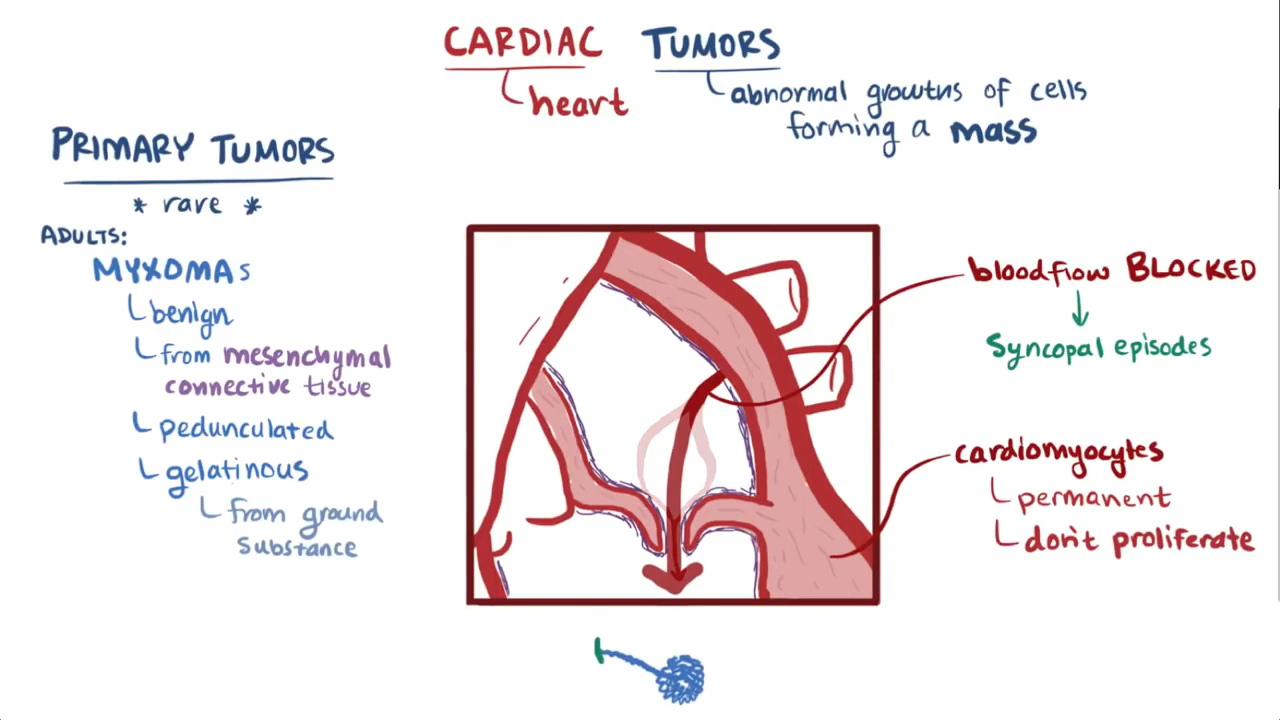 CARDIAC TUMORS
heart
abnormal growths of cells
forming a mass
PRIMARY TUMORS
* rare *
ADULTS:
MYXOMAS
benign
from mesenchymal
connective tissue
pedunculated
gelatinous
from ground
substance
bloodflow BLOCKED
Syncopal episodes
cardiomyocytes
permanent
don't proliferate